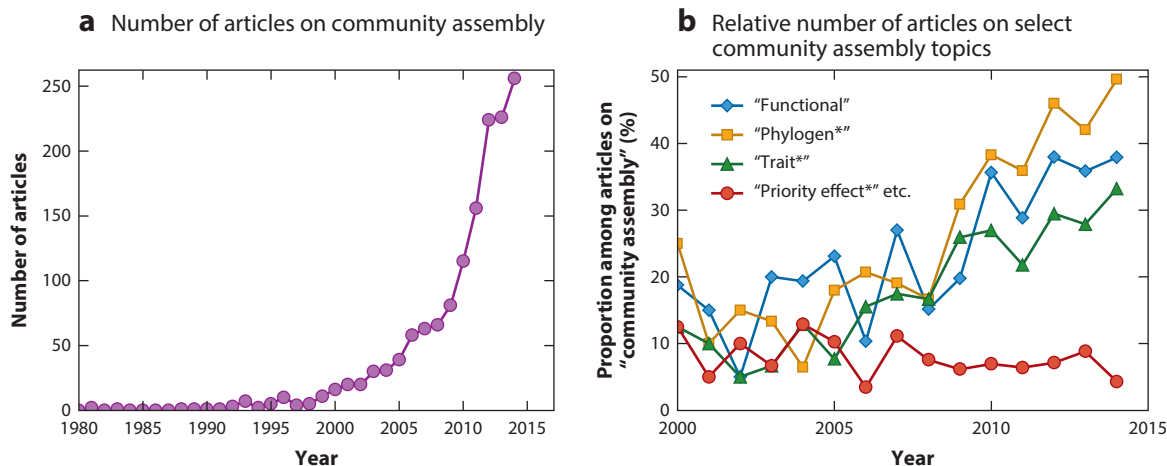 a Number of articles on community assembly
250
200
150
100
50
0
1980 1985 1990 1995 2000 2005 2010 2015
Number of articles
Year
b Relative number of articles on select
community assembly topics
50
40
30
20
10
0
2000 2005 2010 2015
Proportion among articles on
“community assembly” (%)
Year
“Functional”
“Phylogen*”
“Trait*”
“Priority effect*” etc.